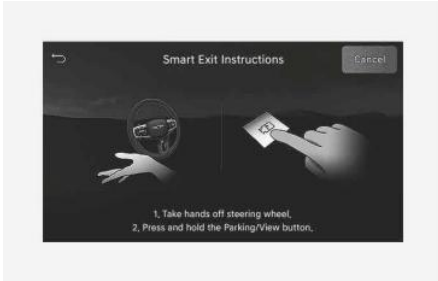 Smart Exit Instructions
Cancel
1, Take hands off steering wheel,
2, Press and hold the Parking/View button,